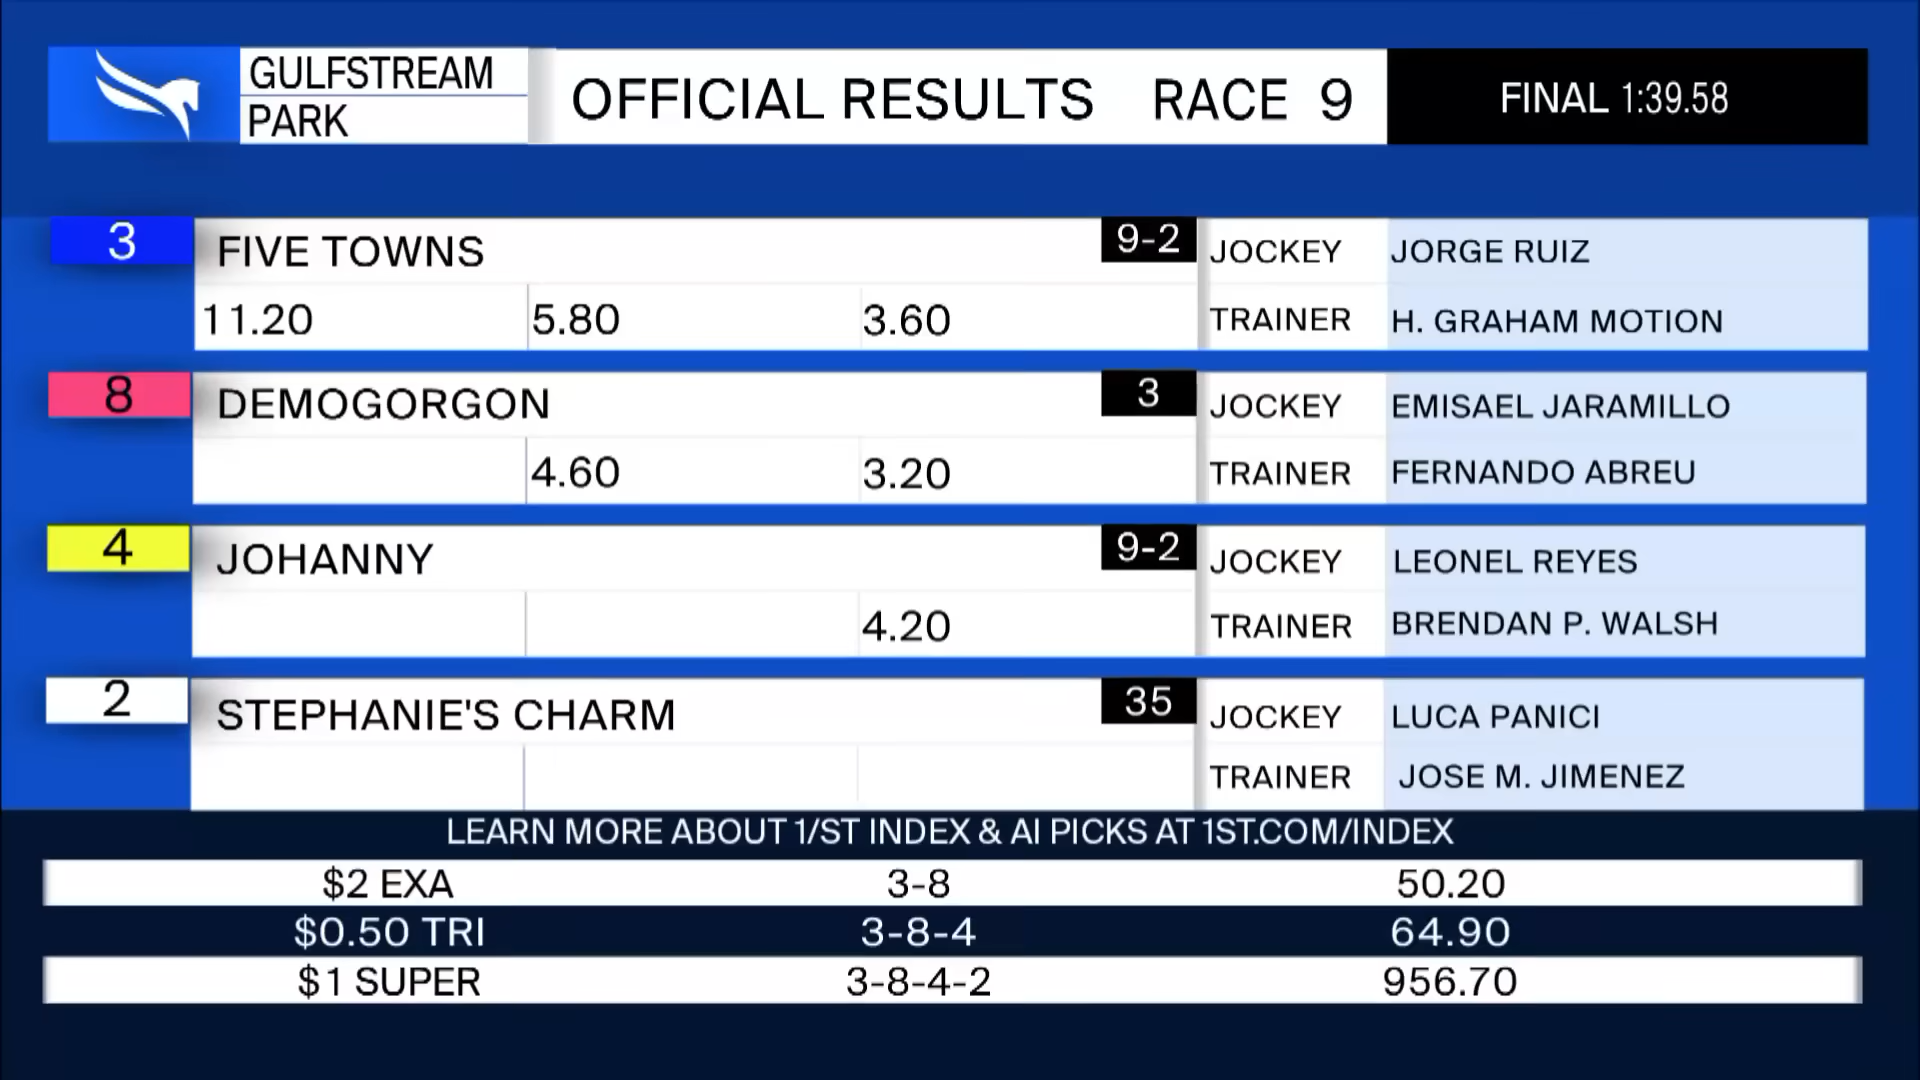 GULFSTREAM
PARK
OFFICIAL RESULTS RACE 9
FINAL 1:39.58
3 FIVE TOWNS 9-2 JOCKEY JORGE RUIZ
11.20 5.80 3.60 TRAINER H. GRAHAM MOTION
8 DEMOGORGON 3 JOCKEY EMISAEL JARAMILLO
4.60 3.20 TRAINER FERNANDO ABREU
4 JOHANNY 9-2 JOCKEY LEONEL REYES
4.20 TRAINER BRENDAN P. WALSH
2 STEPHANIE'S CHARM 35 JOCKEY LUCA PANICI
TRAINER JOSE M. JIMENEZ
LEARN MORE ABOUT 1/ST INDEX & AI PICKS AT 1ST.COM/INDEX
$2 EXA 3-8 50.20
$0.50 TRI 3-8-4 64.90
$1 SUPER 3-8-4-2 956.70